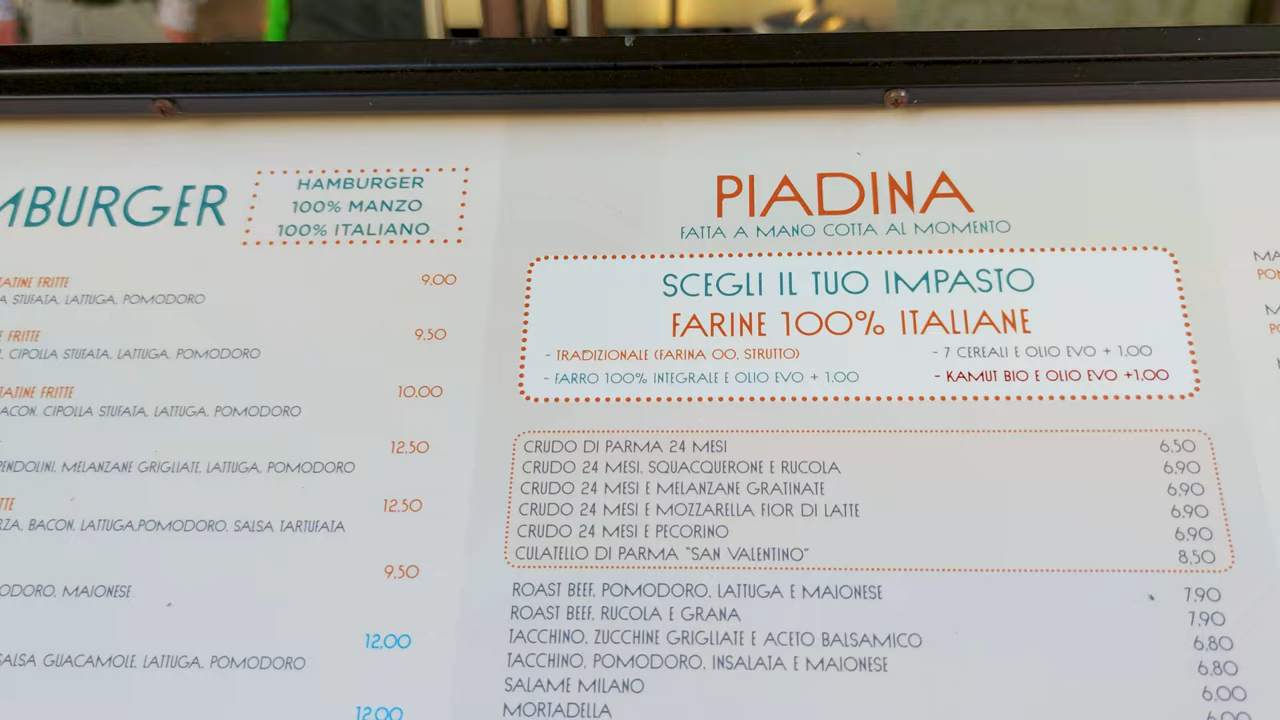 MBURGER
HAMBURGER
100% MANZO
100% ITALIANO
TATINE FRITTE 9,00
A STUFATA, LATTUGA, POMODORO
E FRITTE 9,50
CIPOLLA STUFATA, LATTUGA, POMODORO
TATINE FRITTE 10,00
BACON, CIPOLLA STUFATA, LATTUGA, POMODORO
12,50
PENDOLINI, MELANZANE GRIGLIATE, LATTUGA, POMODORO
TTE 12,50
ZA, BACON, LATTUGA,POMODORO, SALSA TARTUFATA
9,50
ODORO, MAIONESE
12,00
SALSA GUACAMOLE, LATTUGA, POMODORO
12,00
PIADINA
FATTA A MANO COTTA AL MOMENTO
SCEGLI IL TUO IMPASTO
FARINE 100% ITALIANE
- TRADIZIONALE (FARINA 00, STRUTTO)
- 7 CEREALI E OLIO EVO + 1,00
- FARRO 100% INTEGRALE E OLIO EVO + 1,00
- KAMUT BIO E OLIO EVO +1,00
CRUDO DI PARMA 24 MESI 6,50
CRUDO 24 MESI, SQUACQUERONE E RUCOLA 6,90
CRUDO 24 MESI E MELANZANE GRATINATE 6,90
CRUDO 24 MESI E MOZZARELLA FIOR DI LATTE 6,90
CRUDO 24 MESI E PECORINO 6,90
CULATELLO DI PARMA "SAN VALENTINO" 8,50
ROAST BEEF, POMODORO, LATTUGA E MAIONESE 7,90
ROAST BEEF, RUCOLA E GRANA 7,90
TACCHINO, ZUCCHINE GRIGLIATE E ACETO BALSAMICO 6,80
TACCHINO, POMODORO, INSALATA E MAIONESE 6,80
SALAME MILANO 6,00
MORTADELLA 6,00
MA